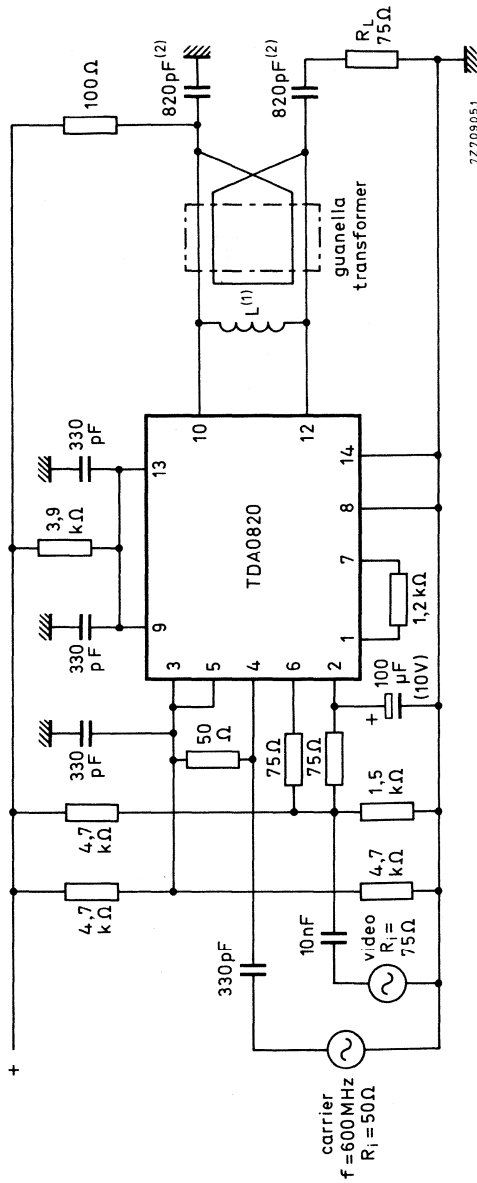 +
4,7
kΩ
4,7
kΩ
330
pF
330
pF
3,9
kΩ
330
pF
100Ω
820pF(2)
820pF(2)
RL
75Ω
guanella
transformer
L(1)
9
13
3
5
4
6
2
10
12
TDA0820
1
7
8
14
50
Ω
75Ω
75Ω
1,2kΩ
+
100
µF
(10V)
1,5
kΩ
4,7
kΩ
330pF
10nF
video
Ri=
75Ω
carrier
f=600MHz
Ri=50Ω
7Z709051